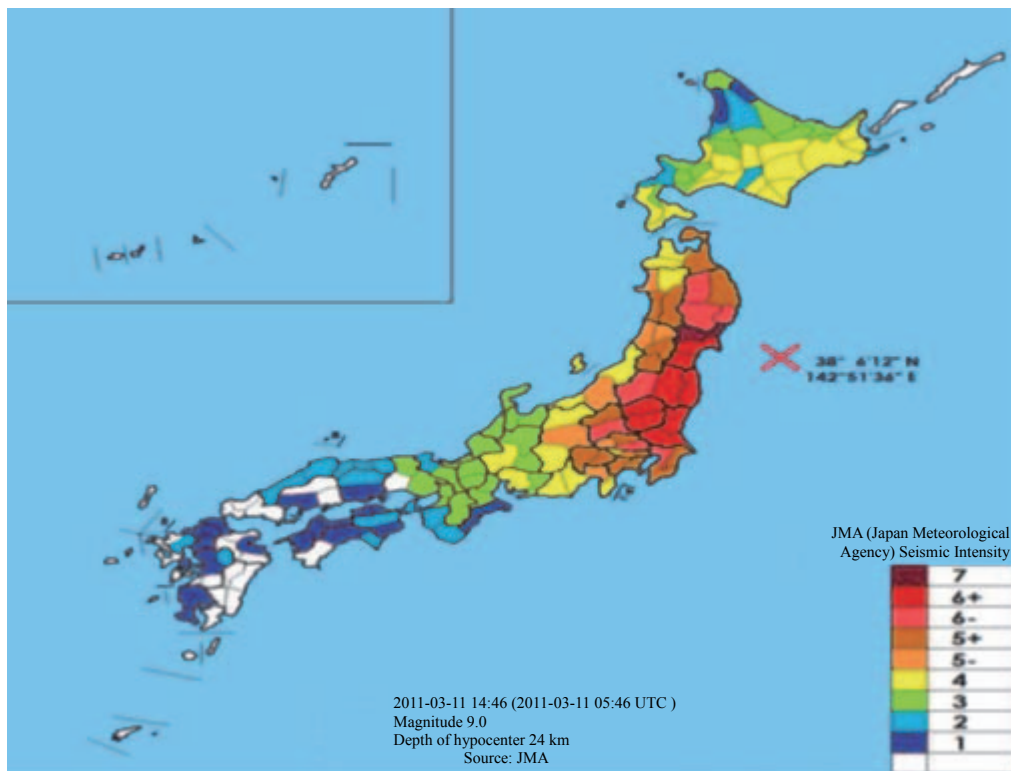 38° 6'12" N
142°51'36" E
JMA (Japan Meteorological
Agency) Seismic Intensity
7
6+
6-
5+
5-
4
3
2
1
2011-03-11 14:46 (2011-03-11 05:46 UTC )
Magnitude 9.0
Depth of hypocenter 24 km
Source: JMA